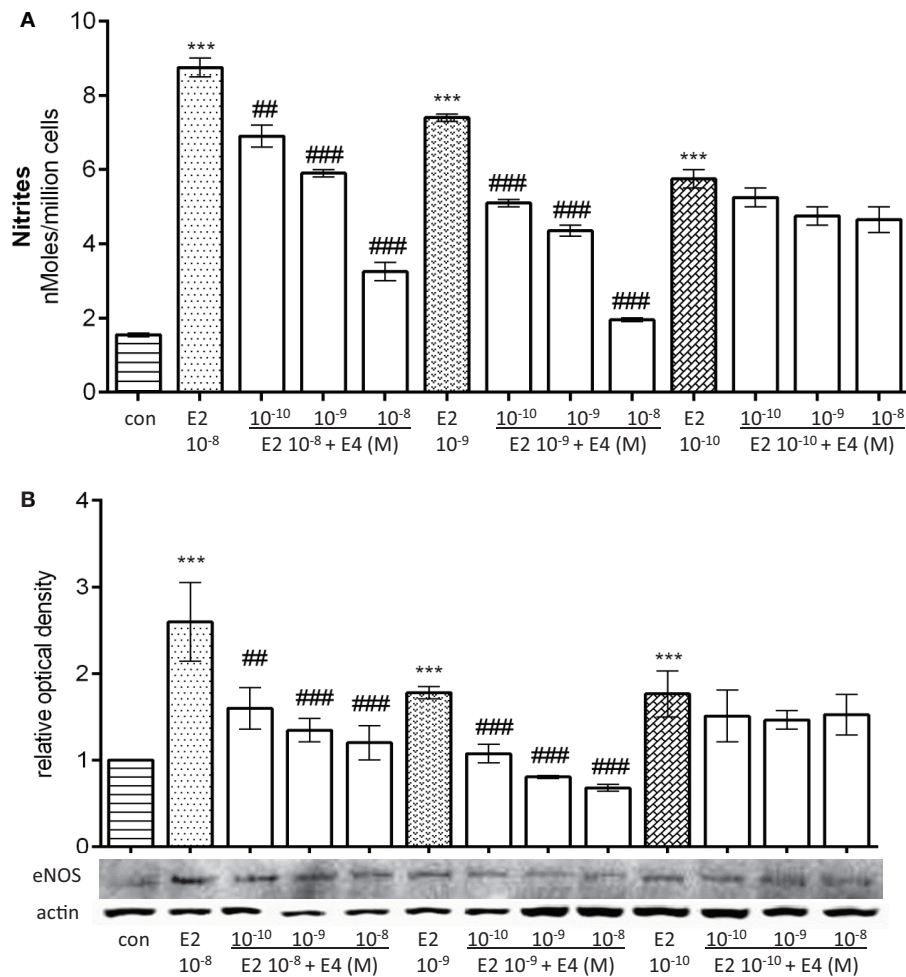 A
10
8
6
4
2
0
Nitrites
nMoles/million cells
***
##
###
###
***
###
###
###
***
con E2 10⁻¹⁰ 10⁻⁹ 10⁻⁸ E2 10⁻¹⁰ 10⁻⁹ 10⁻⁸ E2 10⁻¹⁰ 10⁻⁹ 10⁻⁸
10⁻⁸ E2 10⁻⁸ + E4 (M) 10⁻⁹ E2 10⁻⁹ + E4 (M) 10⁻¹⁰ E2 10⁻¹⁰ + E4 (M)
B
4
3
2
1
0
relative optical density
***
##
###
###
***
###
###
###
***
eNOS
actin
con E2 10⁻¹⁰ 10⁻⁹ 10⁻⁸ E2 10⁻¹⁰ 10⁻⁹ 10⁻⁸ E2 10⁻¹⁰ 10⁻⁹ 10⁻⁸
10⁻⁸ E2 10⁻⁸ + E4 (M) 10⁻⁹ E2 10⁻⁹ + E4 (M) 10⁻¹⁰ E2 10⁻¹⁰ + E4 (M)